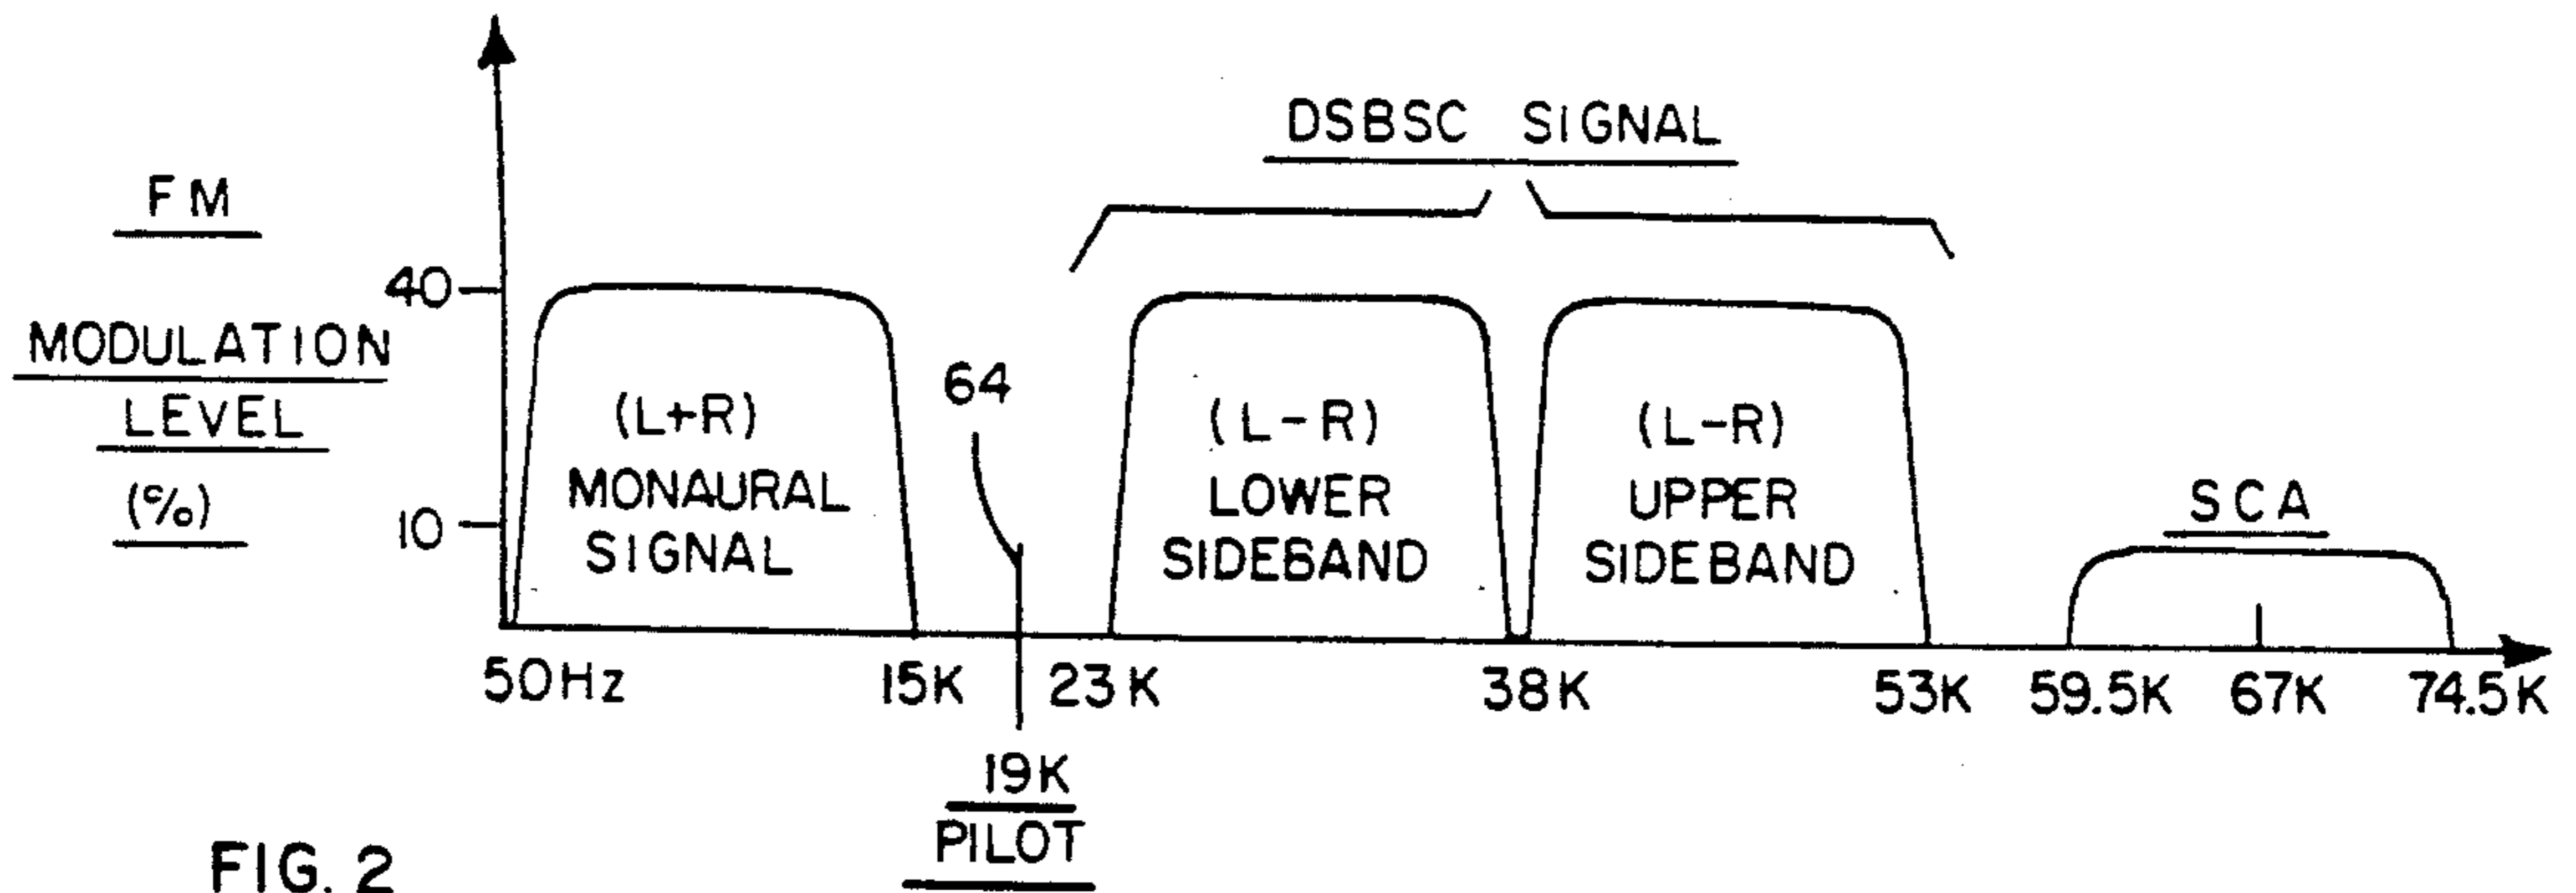 DSBSC SIGNAL
FM
MODULATION
LEVEL
(%)
40
10
(L+R)
MONAURAL
SIGNAL
64
(L-R)
LOWER
SIDEBAND
(L-R)
UPPER
SIDEBAND
SCA
50Hz 15K 23K 38K 53K 59.5K 67K 74.5K
19K
PILOT
FIG. 2